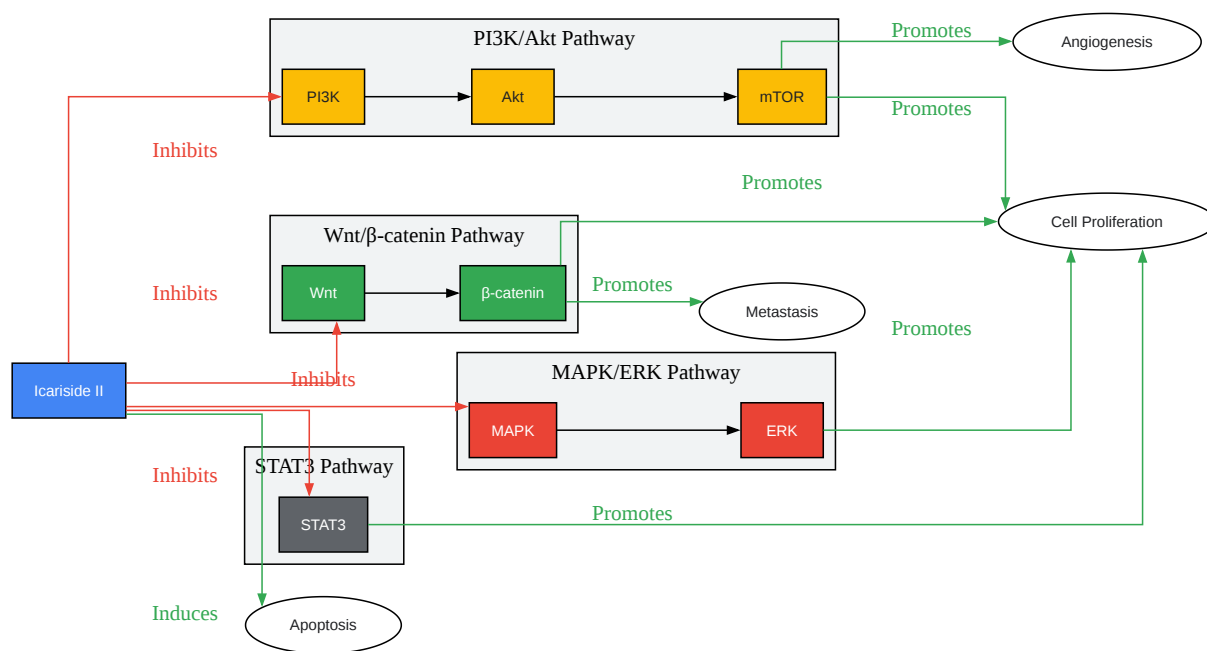 Promotes
Angiogenesis
PI3K/Akt Pathway
PI3K
Akt
mTOR
Promotes
Inhibits
Promotes
Cell Proliferation
Wnt/β-catenin Pathway
Wnt
β-catenin
Inhibits
Promotes
Metastasis
Promotes
Icariside II
Inhibits
MAPK/ERK Pathway
MAPK
ERK
Inhibits
STAT3 Pathway
STAT3
Promotes
Induces
Apoptosis